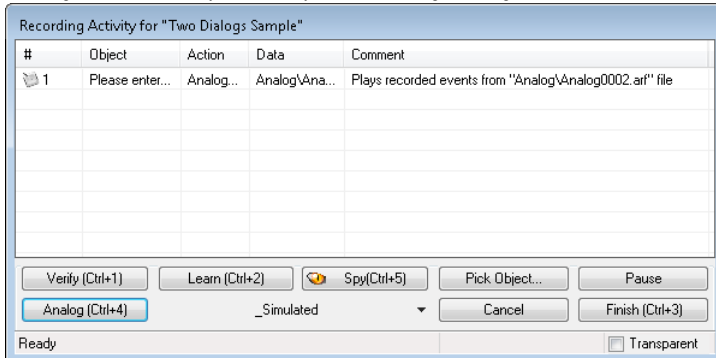 Recording Activity for "Two Dialogs Sample"
# Object Action Data Comment
1 Please enter... Analog... Analog\Ana... Plays recorded events from "Analog\Analog0002.arf" file
Verify (Ctrl+1) Learn (Ctrl+2) Spy(Ctrl+5) Pick Object... Pause
Analog (Ctrl+4) _Simulated Cancel Finish (Ctrl+3)
Ready Transparent